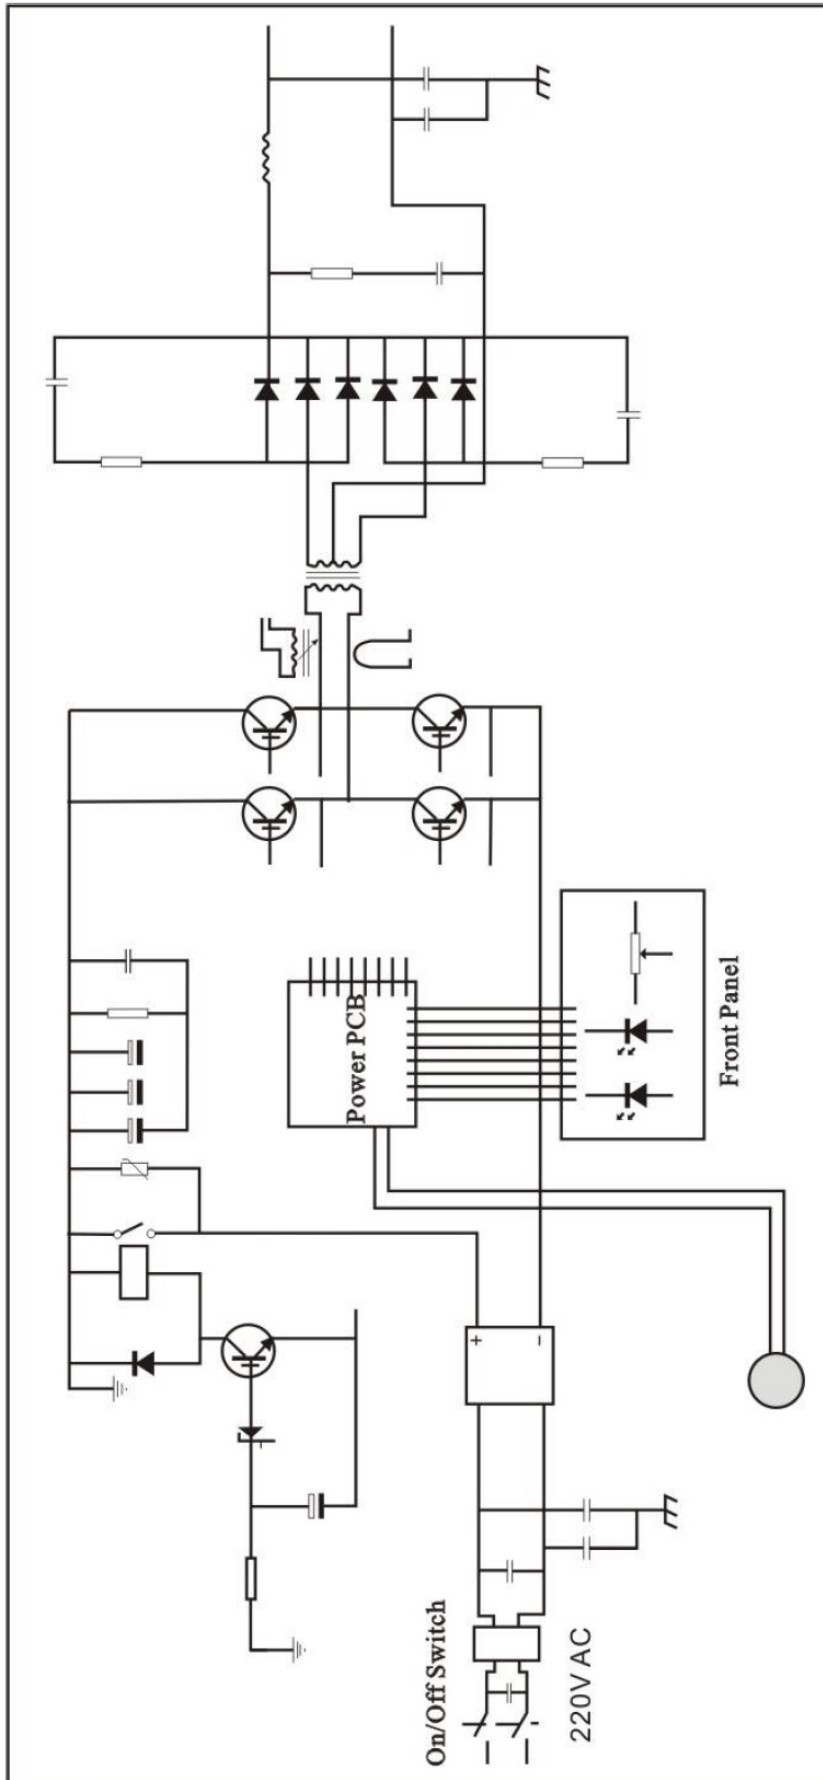 Power PCB
Front Panel
+
-
On/Off Switch
220V AC